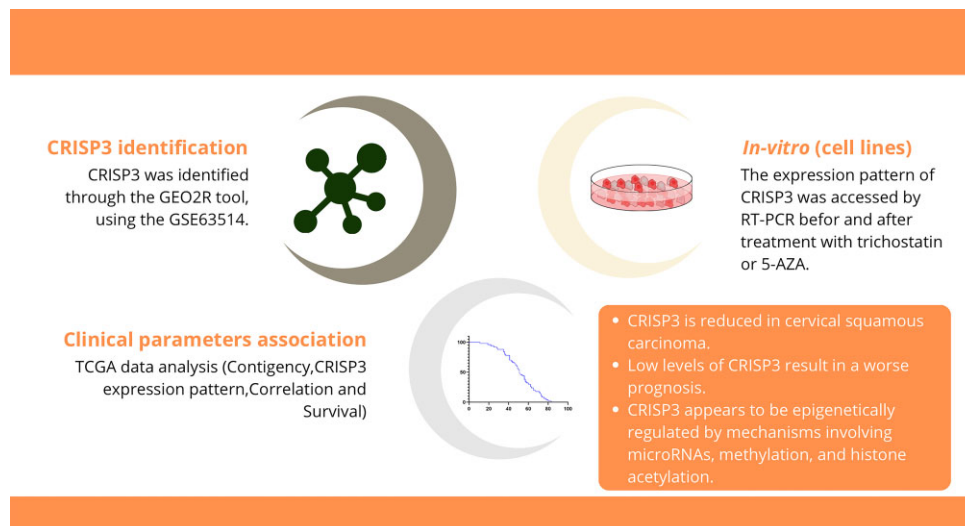 CRISP3 identification
CRISP3 was identified
through the GEO2R tool,
using the GSE63514.
In-vitro (cell lines)
The expression pattern of
CRISP3 was accessed by
RT-PCR befor and after
treatment with trichostatin
or 5-AZA.
Clinical parameters association
TCGA data analysis (Contigency,CRISP3
expression pattern,Correlation and
Survival)
100
50
0
0 20 40 60 80 100
• CRISP3 is reduced in cervical squamous
carcinoma.
• Low levels of CRISP3 result in a worse
prognosis.
• CRISP3 appears to be epigenetically
regulated by mechanisms involving
microRNAs, methylation, and histone
acetylation.